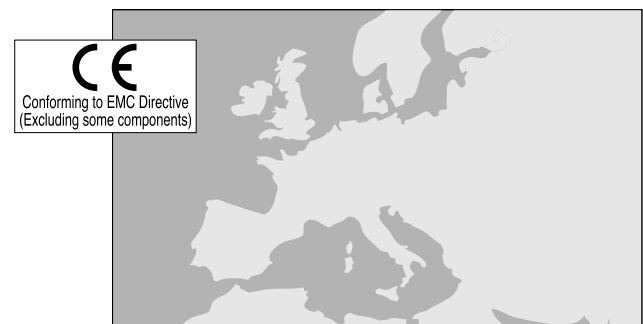 CE
Conforming to EMC Directive
(Excluding some components)